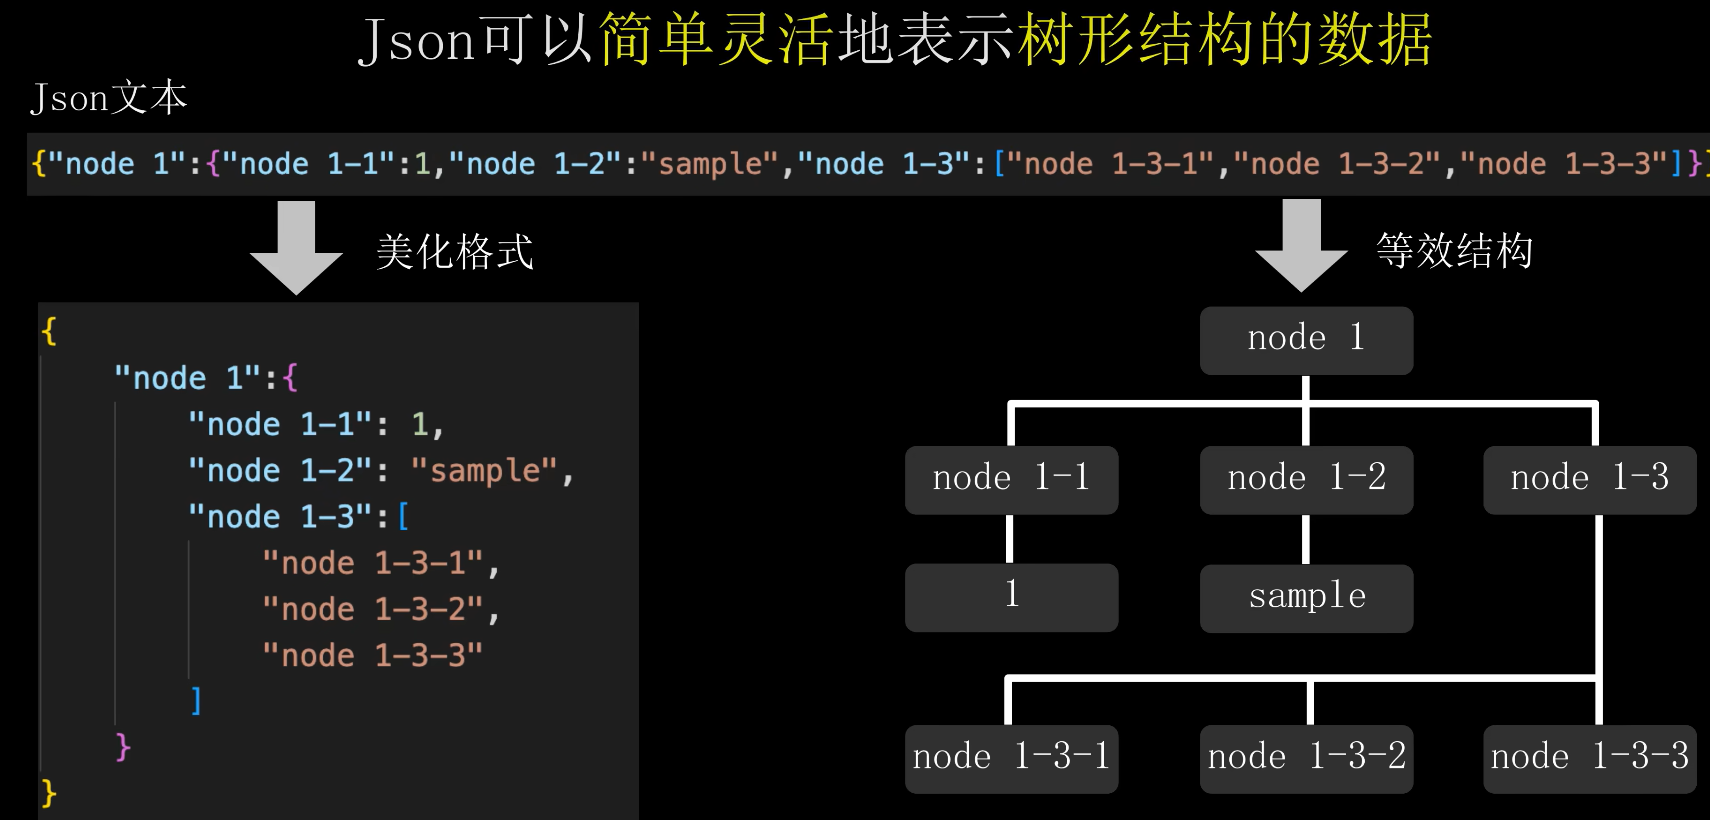 Json可以简单灵活地表示树形结构的数据
Json文本
{"node 1":{"node 1-1":1,"node 1-2":"sample","node 1-3":["node 1-3-1","node 1-3-2","node 1-3-3"]}}
美化格式
等效结构
{
"node 1":{
"node 1-1": 1,
"node 1-2": "sample",
"node 1-3":[
"node 1-3-1",
"node 1-3-2",
"node 1-3-3"
]
}
}
node 1
node 1-1
node 1-2
node 1-3
1
sample
node 1-3-1
node 1-3-2
node 1-3-3